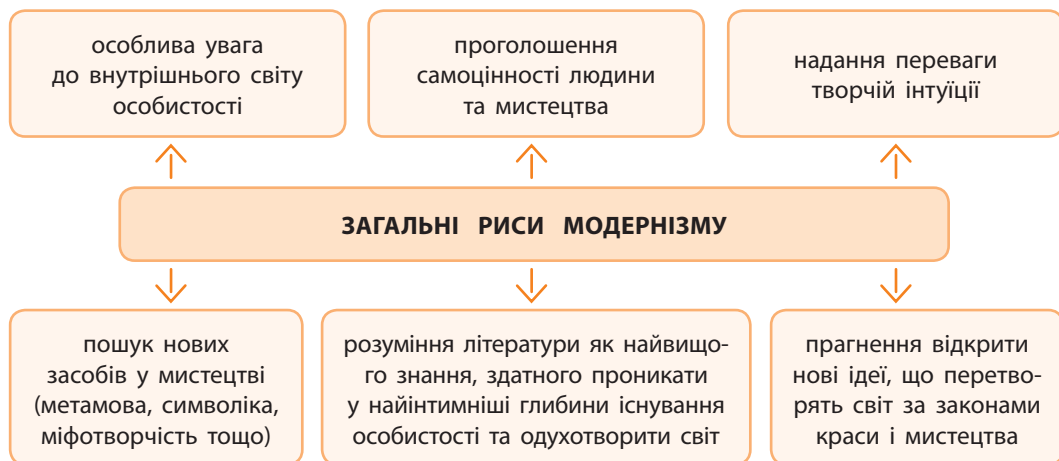 особлива увага
до внутрішнього світу
особистості
проголошення
самоцінності людини
та мистецтва
надання переваги
творчій інтуїції
ЗАГАЛЬНІ РИСИ МОДЕРНІЗМУ
пошук нових
засобів у мистецтві
(метамова, символіка,
міфотворчість тощо)
розуміння літератури як найвищо-
го знання, здатного проникати
у найінтимніші глибини існування
особистості та одухотворити світ
прагнення відкрити
нові ідеї, що перетво-
рять світ за законами
краси і мистецтва